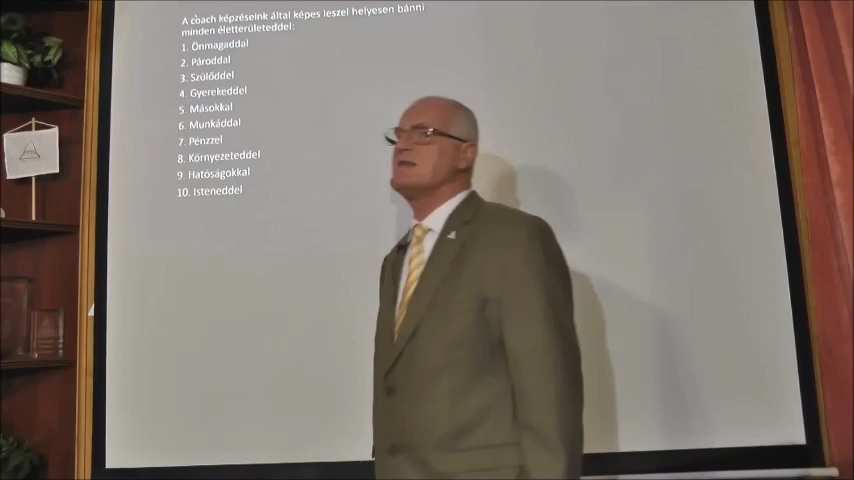 A coach képzéseink által képes leszel helyesen bánni
minden életterületeddel:
1. Önmagaddal
2. Pároddal
3. Szülőddel
4. Gyerekeddel
5. Másokkal
6. Munkáddal
7. Pénzzel
8. Környezeteddel
9. Hatóságokkal
10. Isteneddel